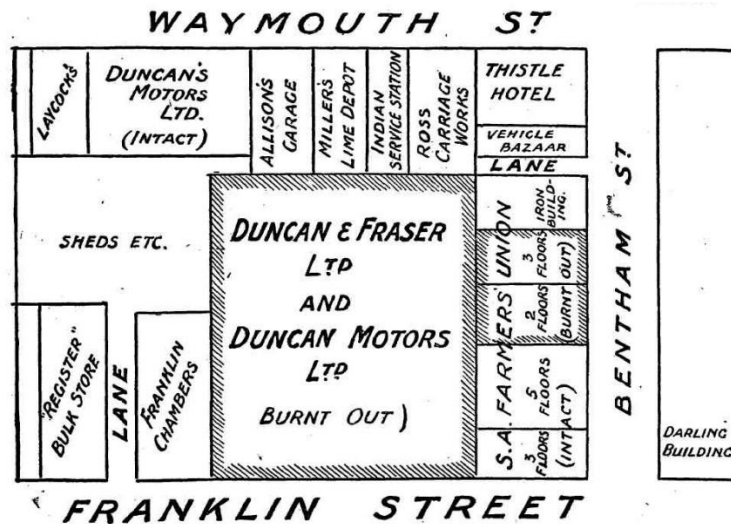 WAYMOUTH ST
LAYCOCKS
DUNCAN'S
MOTORS
LTD.
(INTACT)
ALLISON'S
GARAGE
MILLER'S
LIME DEPOT
INDIAN
SERVICE STATION
ROSS
CARRIAGE
WORKS
THISTLE
HOTEL
VEHICLE
BAZAAR
LANE
SHEDS ETC.
DUNCAN & FRASER
LTD
AND
DUNCAN MOTORS
LTD
BURNT OUT)
S.A. FARMERS' UNION
IRON
BUILD-
ING.
3
FLOORS
(BURNT OUT)
2
FLOORS
5
FLOORS
3
FLOORS
(INTACT)
BENTHAM ST
"REGISTER"
BULK STORE
LANE
FRANKLIN
CHAMBERS
DARLING
BUILDING
FRANKLIN STREET